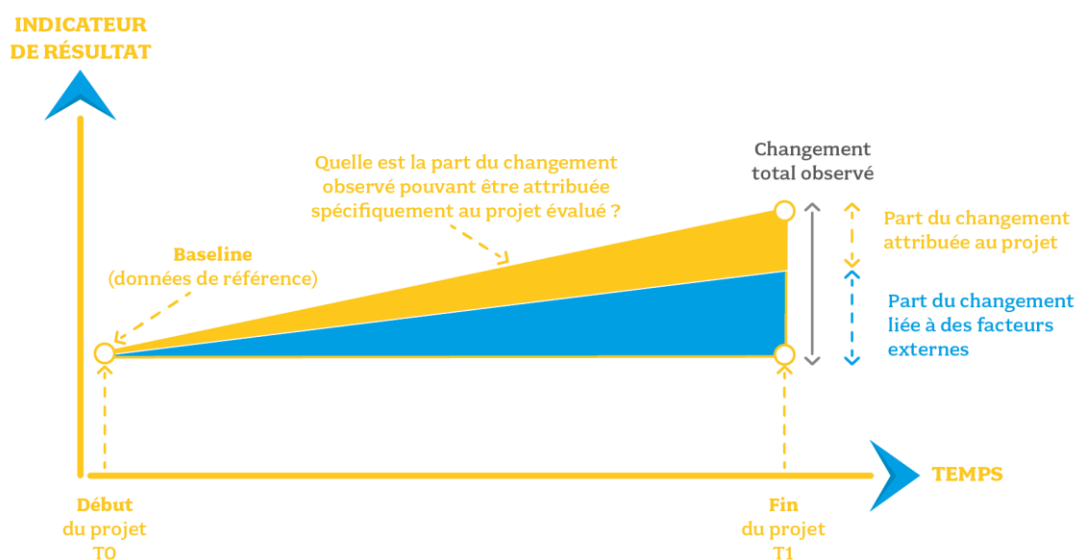 INDICATEUR
DE RÉSULTAT
Quelle est la part du changement
observé pouvant être attribuée
spécifiquement au projet évalué ?
Changement
total observé
Part du changement
attribuée au projet
Baseline
(données de référence)
Part du changement
liée à des facteurs
externes
TEMPS
Début
du projet
T0
Fin
du projet
T1